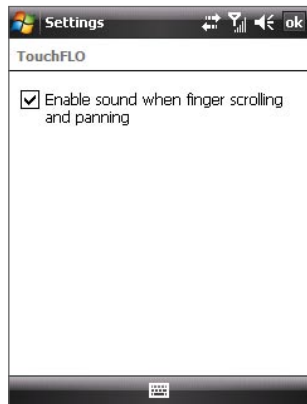 Settings
ok
TouchFLO
Enable sound when finger scrolling
and panning